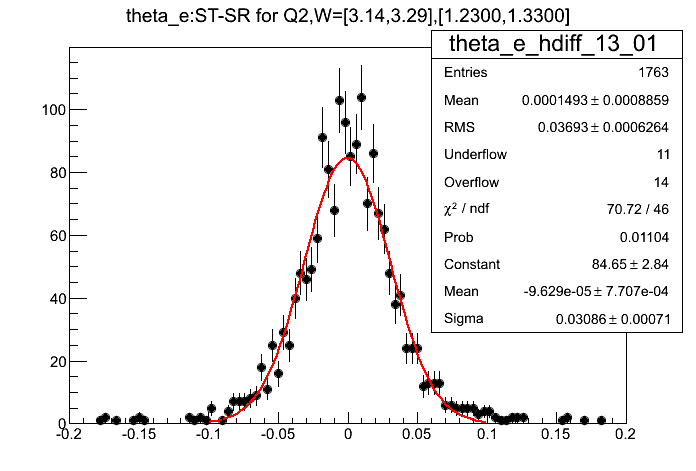 theta_e:ST-SR for Q2,W=[3.14,3.29],[1.2300,1.3300]
theta_e_hdiff_13_01
Entries 1763
Mean 0.0001493 ± 0.0008859
RMS 0.03693 ± 0.0006264
Underflow 11
Overflow 14
χ² / ndf 70.72 / 46
Prob 0.01104
Constant 84.65 ± 2.84
Mean -9.629e-05 ± 7.707e-04
Sigma 0.03086 ± 0.00071
100
80
60
40
20
0
-0.2 -0.15 -0.1 -0.05 0 0.05 0.1 0.15 0.2